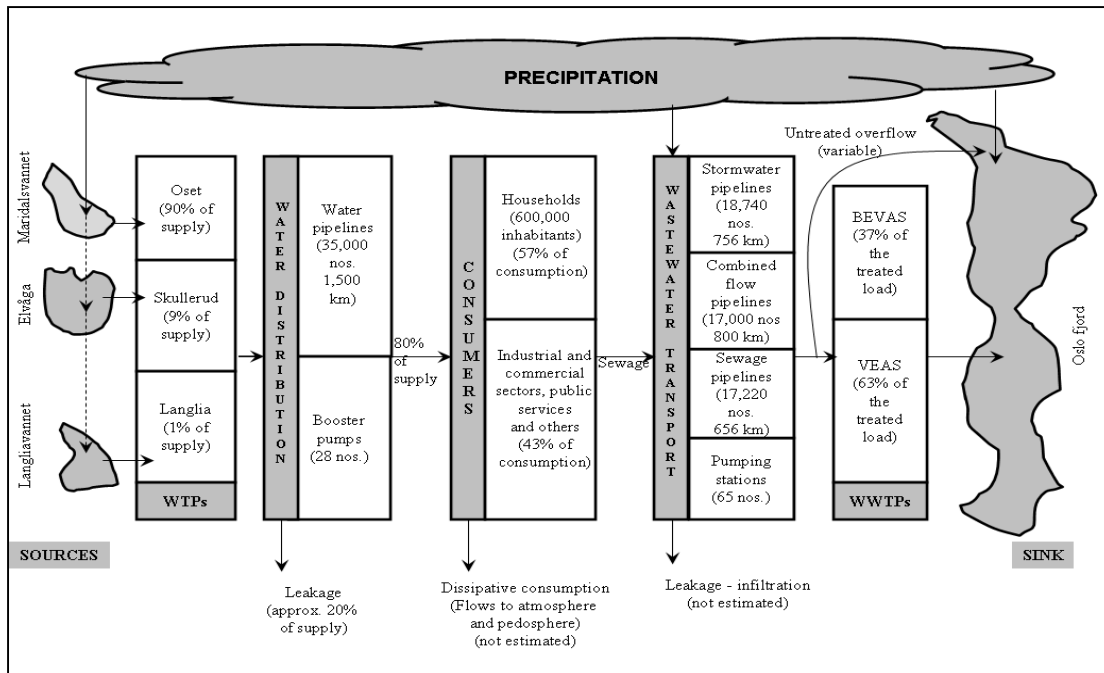 PRECIPITATION
Maridalsvannet
Elvåga
Langliavannet
SOURCES
Oset
(90% of
supply)
Skullerud
(9% of
supply)
Langlia
(1% of
supply)
WTPs
WATER DISTRIBUTION
Water
pipelines
(35,000
nos.
1,500
km)
Booster
pumps
(28 nos.)
Leakage
(approx. 20%
of supply)
80%
of
supply
CONSUMERS
Households
(600,000
inhabitants)
(57% of
consumption)
Industrial and
commercial
sectors, public
services
and others
(43% of
consumption)
Dissipative consumption
(Flows to atmosphere
and pedosphere)
(not estimated)
Sewage
WASTEWATER TRANSPORT
Stormwater
pipelines
(18,740
nos.
756 km)
Combined
flow
pipelines
(17,000 nos
800 km)
Sewage
pipelines
(17,220
nos.
656 km)
Pumping
stations
(65 nos.)
Leakage - infiltration
(not estimated)
Untreated overflow
(variable)
BEVAS
(37% of
the
treated
load)
VEAS
(63% of
the
treated
load)
WWTPs
Oslo fjord
SINK